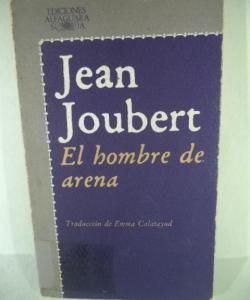 EDICIONES
ALFAGUARA
S.A.
Jean
Joubert
El hombre de
arena
Traducción de Emma Calatayud